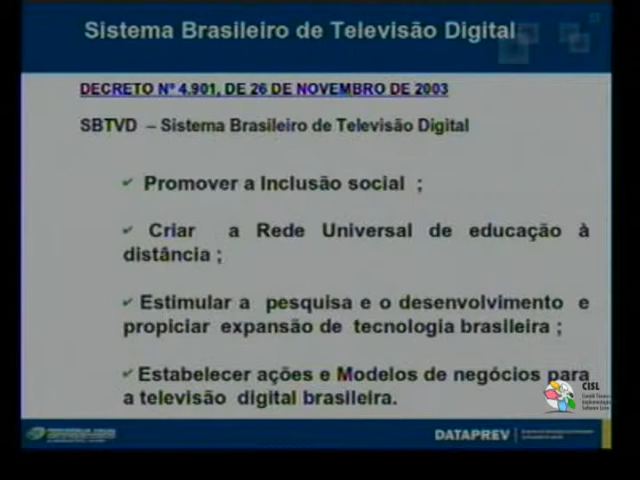 Sistema Brasileiro de Televisão Digital
DECRETO Nº 4.901, DE 26 DE NOVEMBRO DE 2003
SBTVD – Sistema Brasileiro de Televisão Digital
✔ Promover a Inclusão social ;
✔ Criar a Rede Universal de educação à
distância ;
✔ Estimular a pesquisa e o desenvolvimento e
propiciar expansão de tecnologia brasileira ;
✔ Estabelecer ações e Modelos de negócios para
a televisão digital brasileira.
CISL
DATAPREV